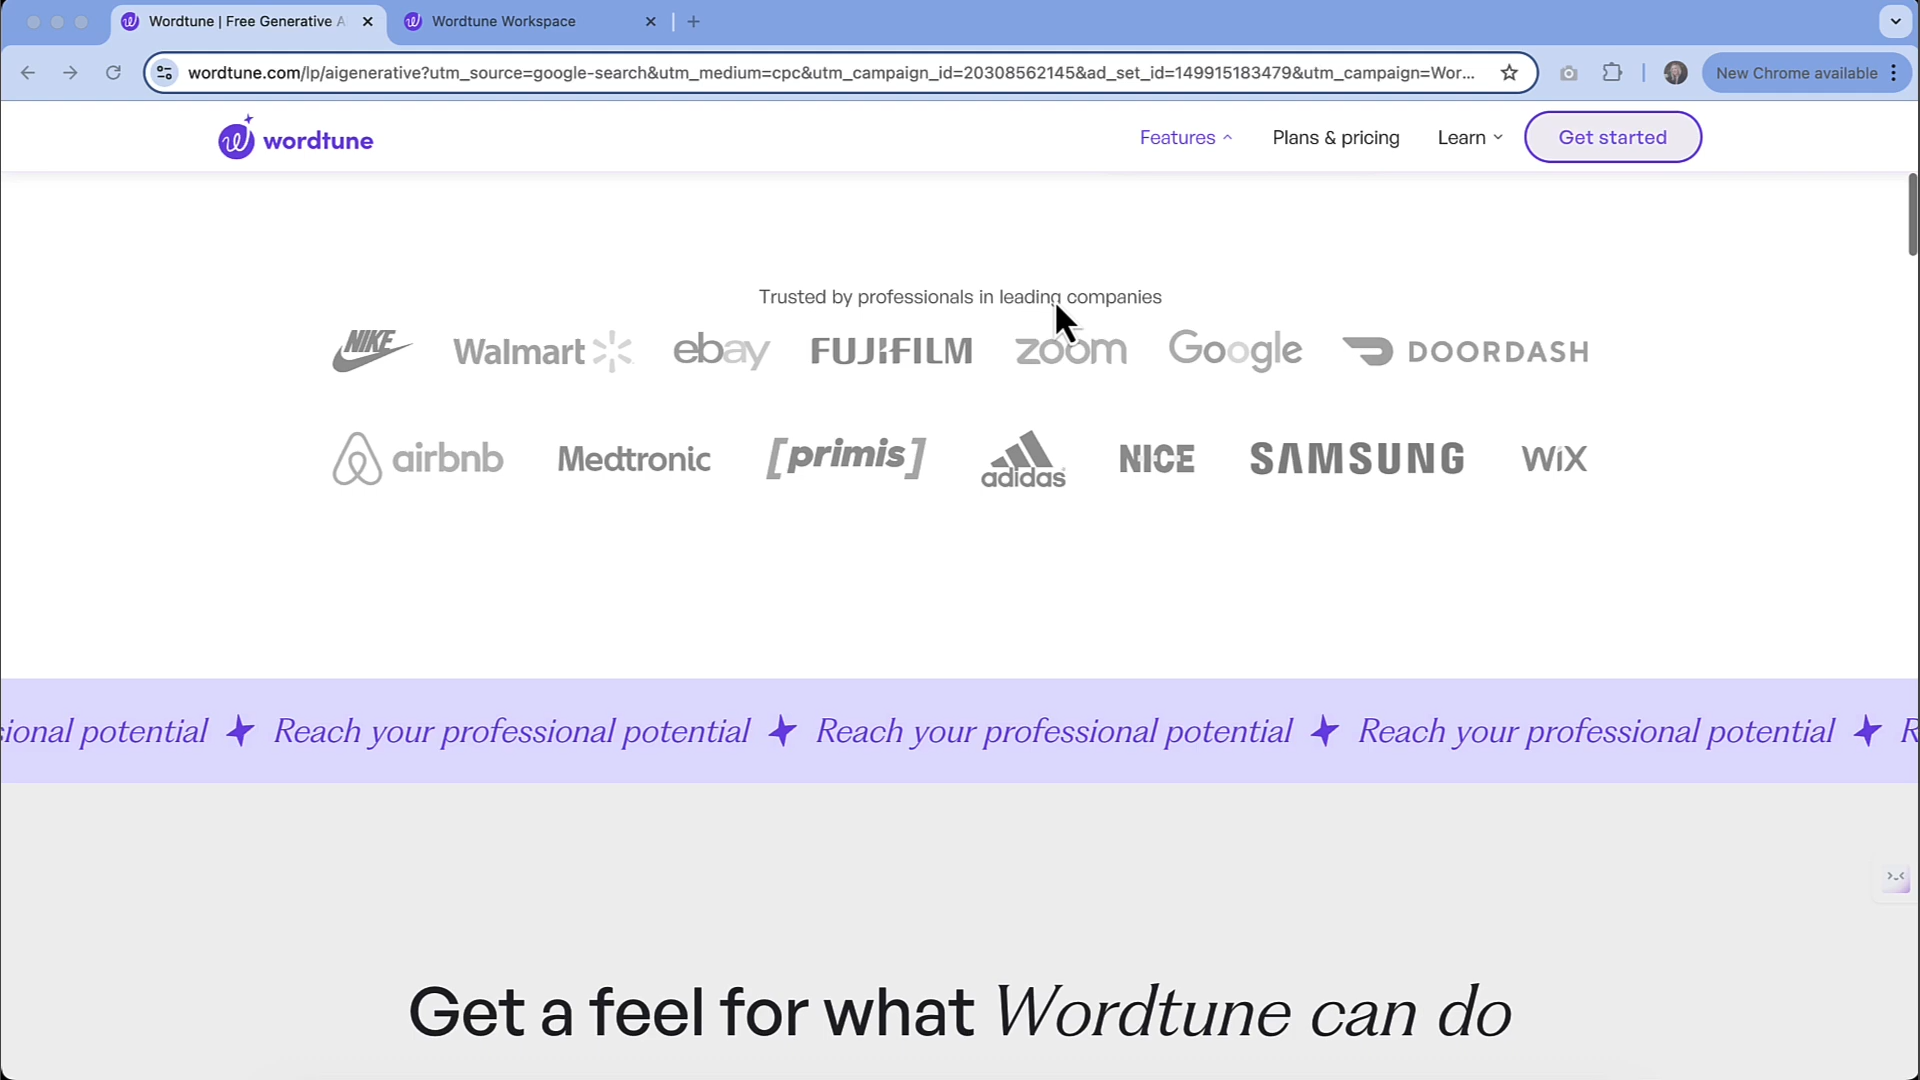 Wordtune | Free Generative A
Wordtune Workspace
wordtune.com/lp/aigenerative?utm_source=google-search&utm_medium=cpc&utm_campaign_id=20308562145&ad_set_id=149915183479&utm_campaign=Wor...
New Chrome available
wordtune
Features
Plans & pricing
Learn
Get started
Trusted by professionals in leading companies
NIKE Walmart ebay FUJIFILM zoom Google DOORDASH
airbnb Medtronic [primis] adidas NICE SAMSUNG WiX
sional potential Reach your professional potential Reach your professional potential Reach your professional potential R
Get a feel for what Wordtune can do